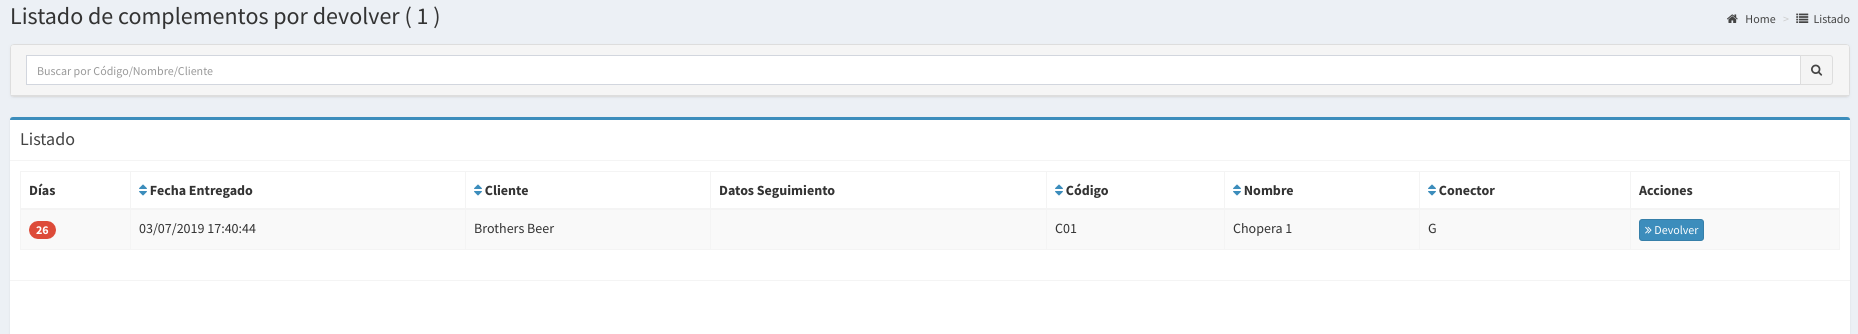 Listado de complementos por devolver ( 1 )
Home > Listado
Buscar por Código/Nombre/Cliente
Listado
Días Fecha Entregado Cliente Datos Seguimiento Código Nombre Conector Acciones
26 03/07/2019 17:40:44 Brothers Beer C01 Chopera 1 G » Devolver